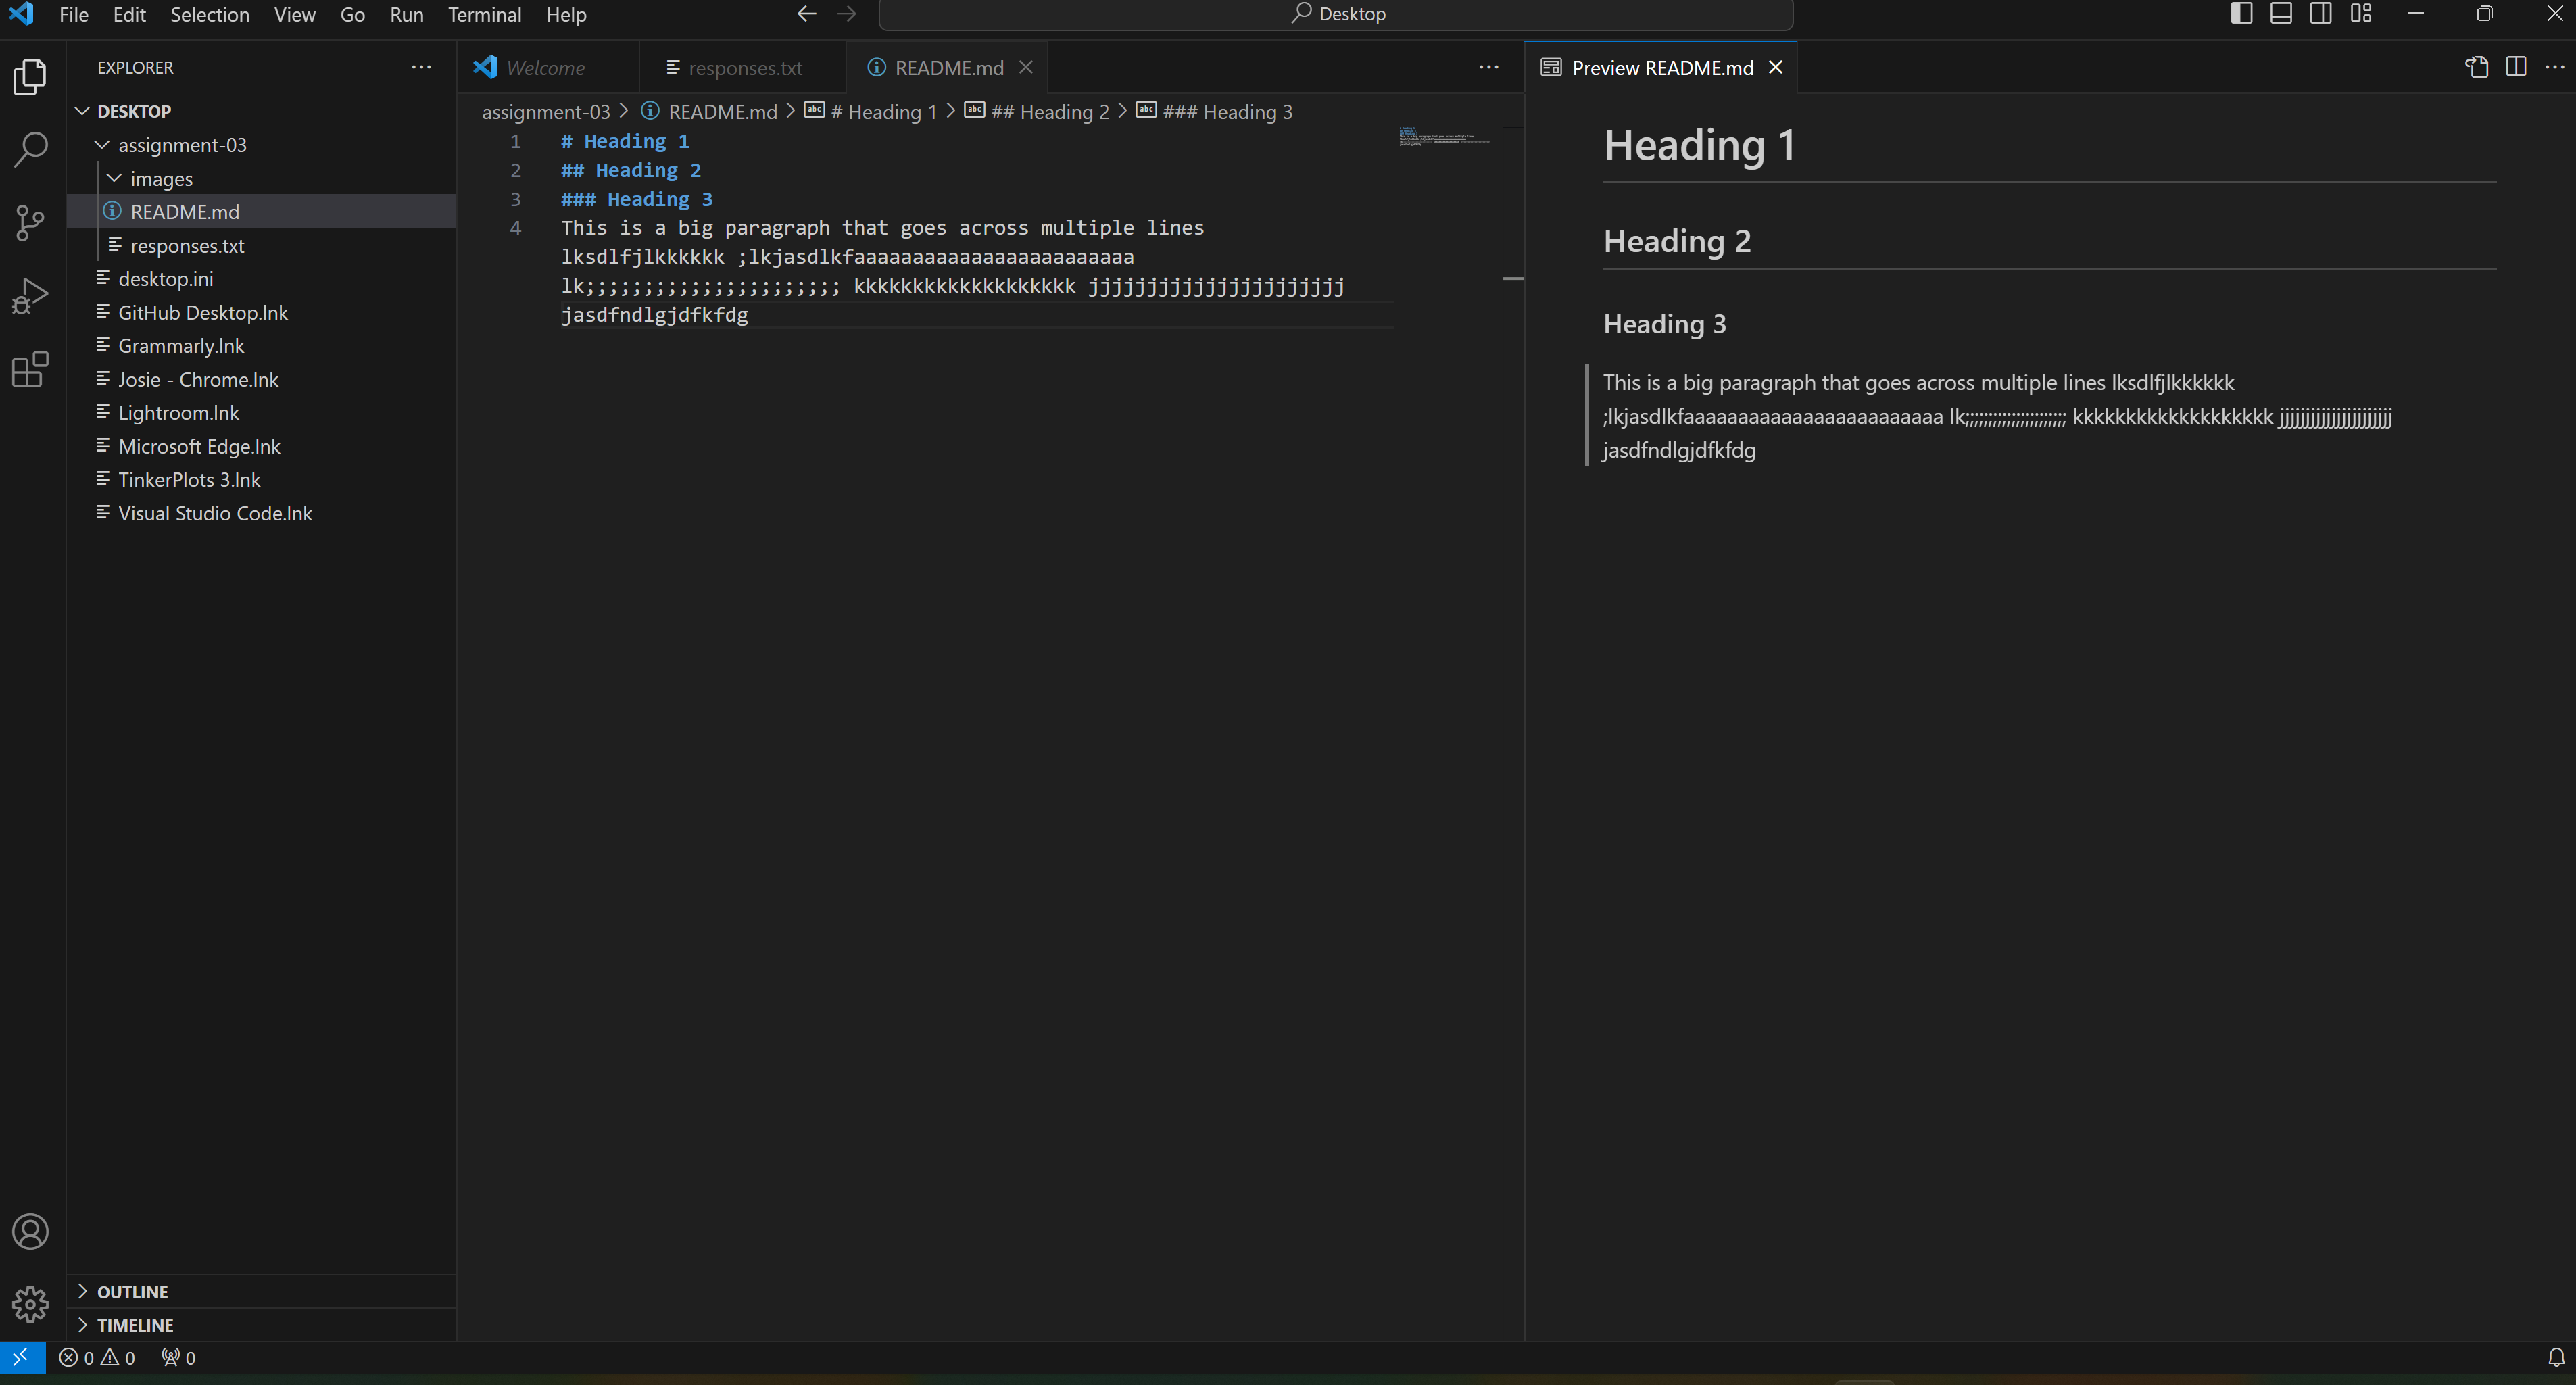 File Edit Selection View Go Run Terminal Help
Desktop
EXPLORER
DESKTOP
assignment-03
images
README.md
responses.txt
desktop.ini
GitHub Desktop.lnk
Grammarly.lnk
Josie - Chrome.lnk
Lightroom.lnk
Microsoft Edge.lnk
TinkerPlots 3.lnk
Visual Studio Code.lnk
OUTLINE
TIMELINE
Welcome responses.txt README.md
assignment-03 > README.md > # Heading 1 > ## Heading 2 > ### Heading 3
1 # Heading 1
2 ## Heading 2
3 ### Heading 3
4 This is a big paragraph that goes across multiple lines
lksdlfjlkkkkkk ;lkjasdlkfaaaaaaaaaaaaaaaaaaaaaaaa
lk;;;;;;;;;;;;;;;;;;;;;; kkkkkkkkkkkkkkkkkkk jjjjjjjjjjjjjjjjjjjjjj
jasdfndlgjdfkfdg
Preview README.md
Heading 1
Heading 2
Heading 3
This is a big paragraph that goes across multiple lines lksdlfjlkkkkkk
;lkjasdlkfaaaaaaaaaaaaaaaaaaaaaaaa lk;;;;;;;;;;;;;;;;;;;;;; kkkkkkkkkkkkkkkkkkk jjjjjjjjjjjjjjjjjjjjjj
jasdfndlgjdfkfdg
0 0 0